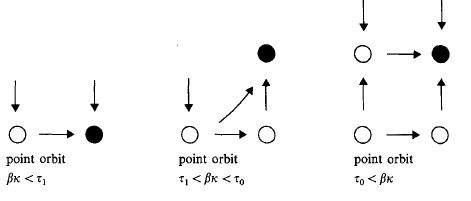 point orbit
βκ < τ₁
point orbit
τ₁ < βκ < τ₀
point orbit
τ₀ < βκ